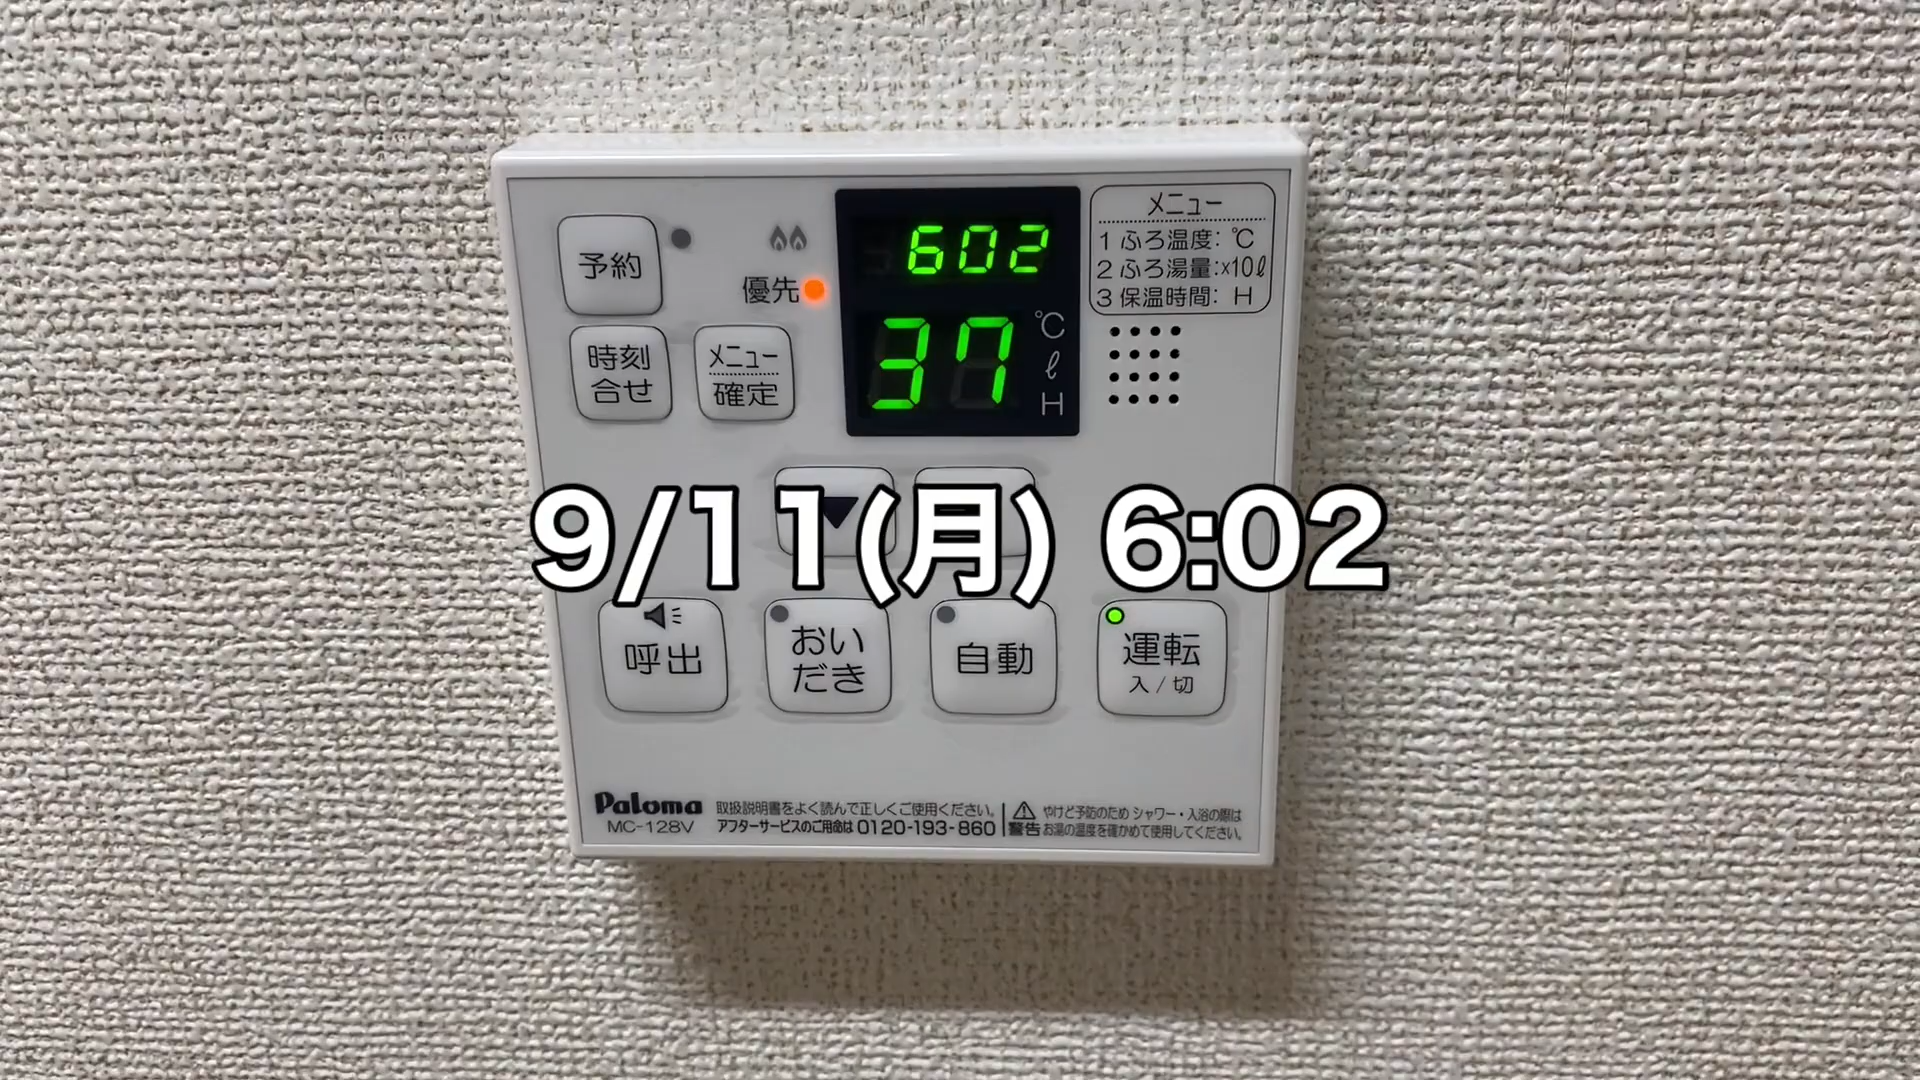 予約
優先
602
37
℃
ℓ
H
メニュー
1 ふろ温度: ℃
2 ふろ湯量:x10ℓ
3 保温時間: H
時刻
合せ
メニュー
確定
9/11(月) 6:02
呼出
おい
だき
自動
運転
入/切
Paloma
MC-128V
取扱説明書をよく読んで正しくご使用ください。
アフターサービスのご用命は 0120-193-860
警告
やけど予防のため シャワー・入浴の際は
お湯の温度を確かめて使用してください。